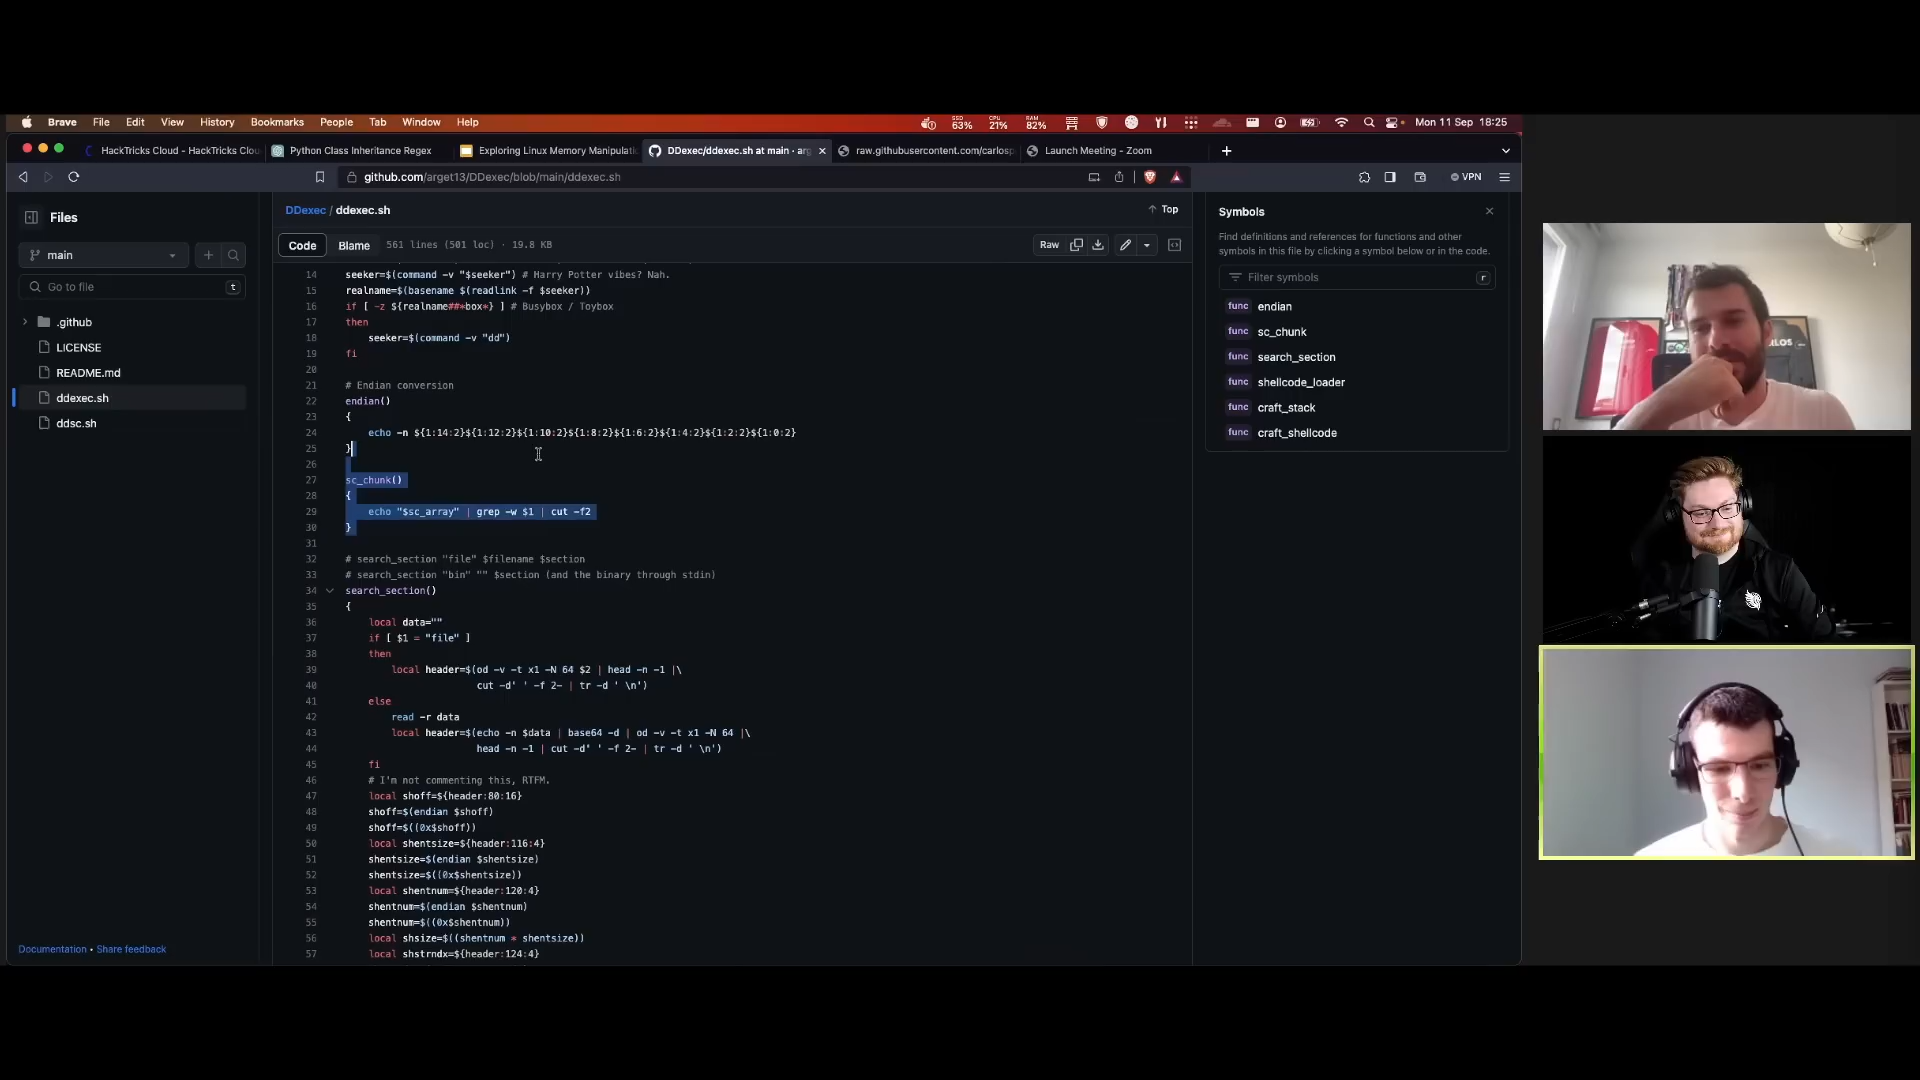 Brave File Edit View History Bookmarks People Tab Window Help
SSD 63% CPU 21% RAM 82% Mon 11 Sep 18:25
HackTricks Cloud - HackTricks Clou
Python Class Inheritance Regex
Exploring Linux Memory Manipulati
DDexec/ddexec.sh at main · arg
raw.githubusercontent.com/carlosp
Launch Meeting - Zoom
github.com/arget13/DDexec/blob/main/ddexec.sh
VPN
Files
main
Go to file
t
.github
LICENSE
README.md
ddexec.sh
ddsc.sh
Documentation • Share feedback
DDexec / ddexec.sh
Top
Code Blame 561 lines (501 loc) · 19.8 KB
Raw
14 seeker=$(command -v "$seeker") # Harry Potter vibes? Nah.
15 realname=$(basename $(readlink -f $seeker))
16 if [ -z ${realname##*box*} ] # Busybox / Toybox
17 then
18 seeker=$(command -v "dd")
19 fi
20
21 # Endian conversion
22 endian()
23 {
24 echo -n ${1:14:2}${1:12:2}${1:10:2}${1:8:2}${1:6:2}${1:4:2}${1:2:2}${1:0:2}
25 }
26
27 sc_chunk()
28 {
29 echo "$sc_array" | grep -w $1 | cut -f2
30 }
31
32 # search_section "file" $filename $section
33 # search_section "bin" "" $section (and the binary through stdin)
34 search_section()
35 {
36 local data=""
37 if [ $1 = "file" ]
38 then
39 local header=$(od -v -t x1 -N 64 $2 | head -n -1 |\
40 cut -d' ' -f 2- | tr -d ' \n')
41 else
42 read -r data
43 local header=$(echo -n $data | base64 -d | od -v -t x1 -N 64 |\
44 head -n -1 | cut -d' ' -f 2- | tr -d ' \n')
45 fi
46 # I'm not commenting this, RTFM.
47 local shoff=${header:80:16}
48 shoff=$(endian $shoff)
49 shoff=$((0x$shoff))
50 local shentsize=${header:116:4}
51 shentsize=$(endian $shentsize)
52 shentsize=$((0x$shentsize))
53 local shentnum=${header:120:4}
54 shentnum=$(endian $shentnum)
55 shentnum=$((0x$shentnum))
56 local shsize=$((shentnum * shentsize))
57 local shstrndx=${header:124:4}
Symbols
Find definitions and references for functions and other
symbols in this file by clicking a symbol below or in the code.
Filter symbols
r
func endian
func sc_chunk
func search_section
func shellcode_loader
func craft_stack
func craft_shellcode